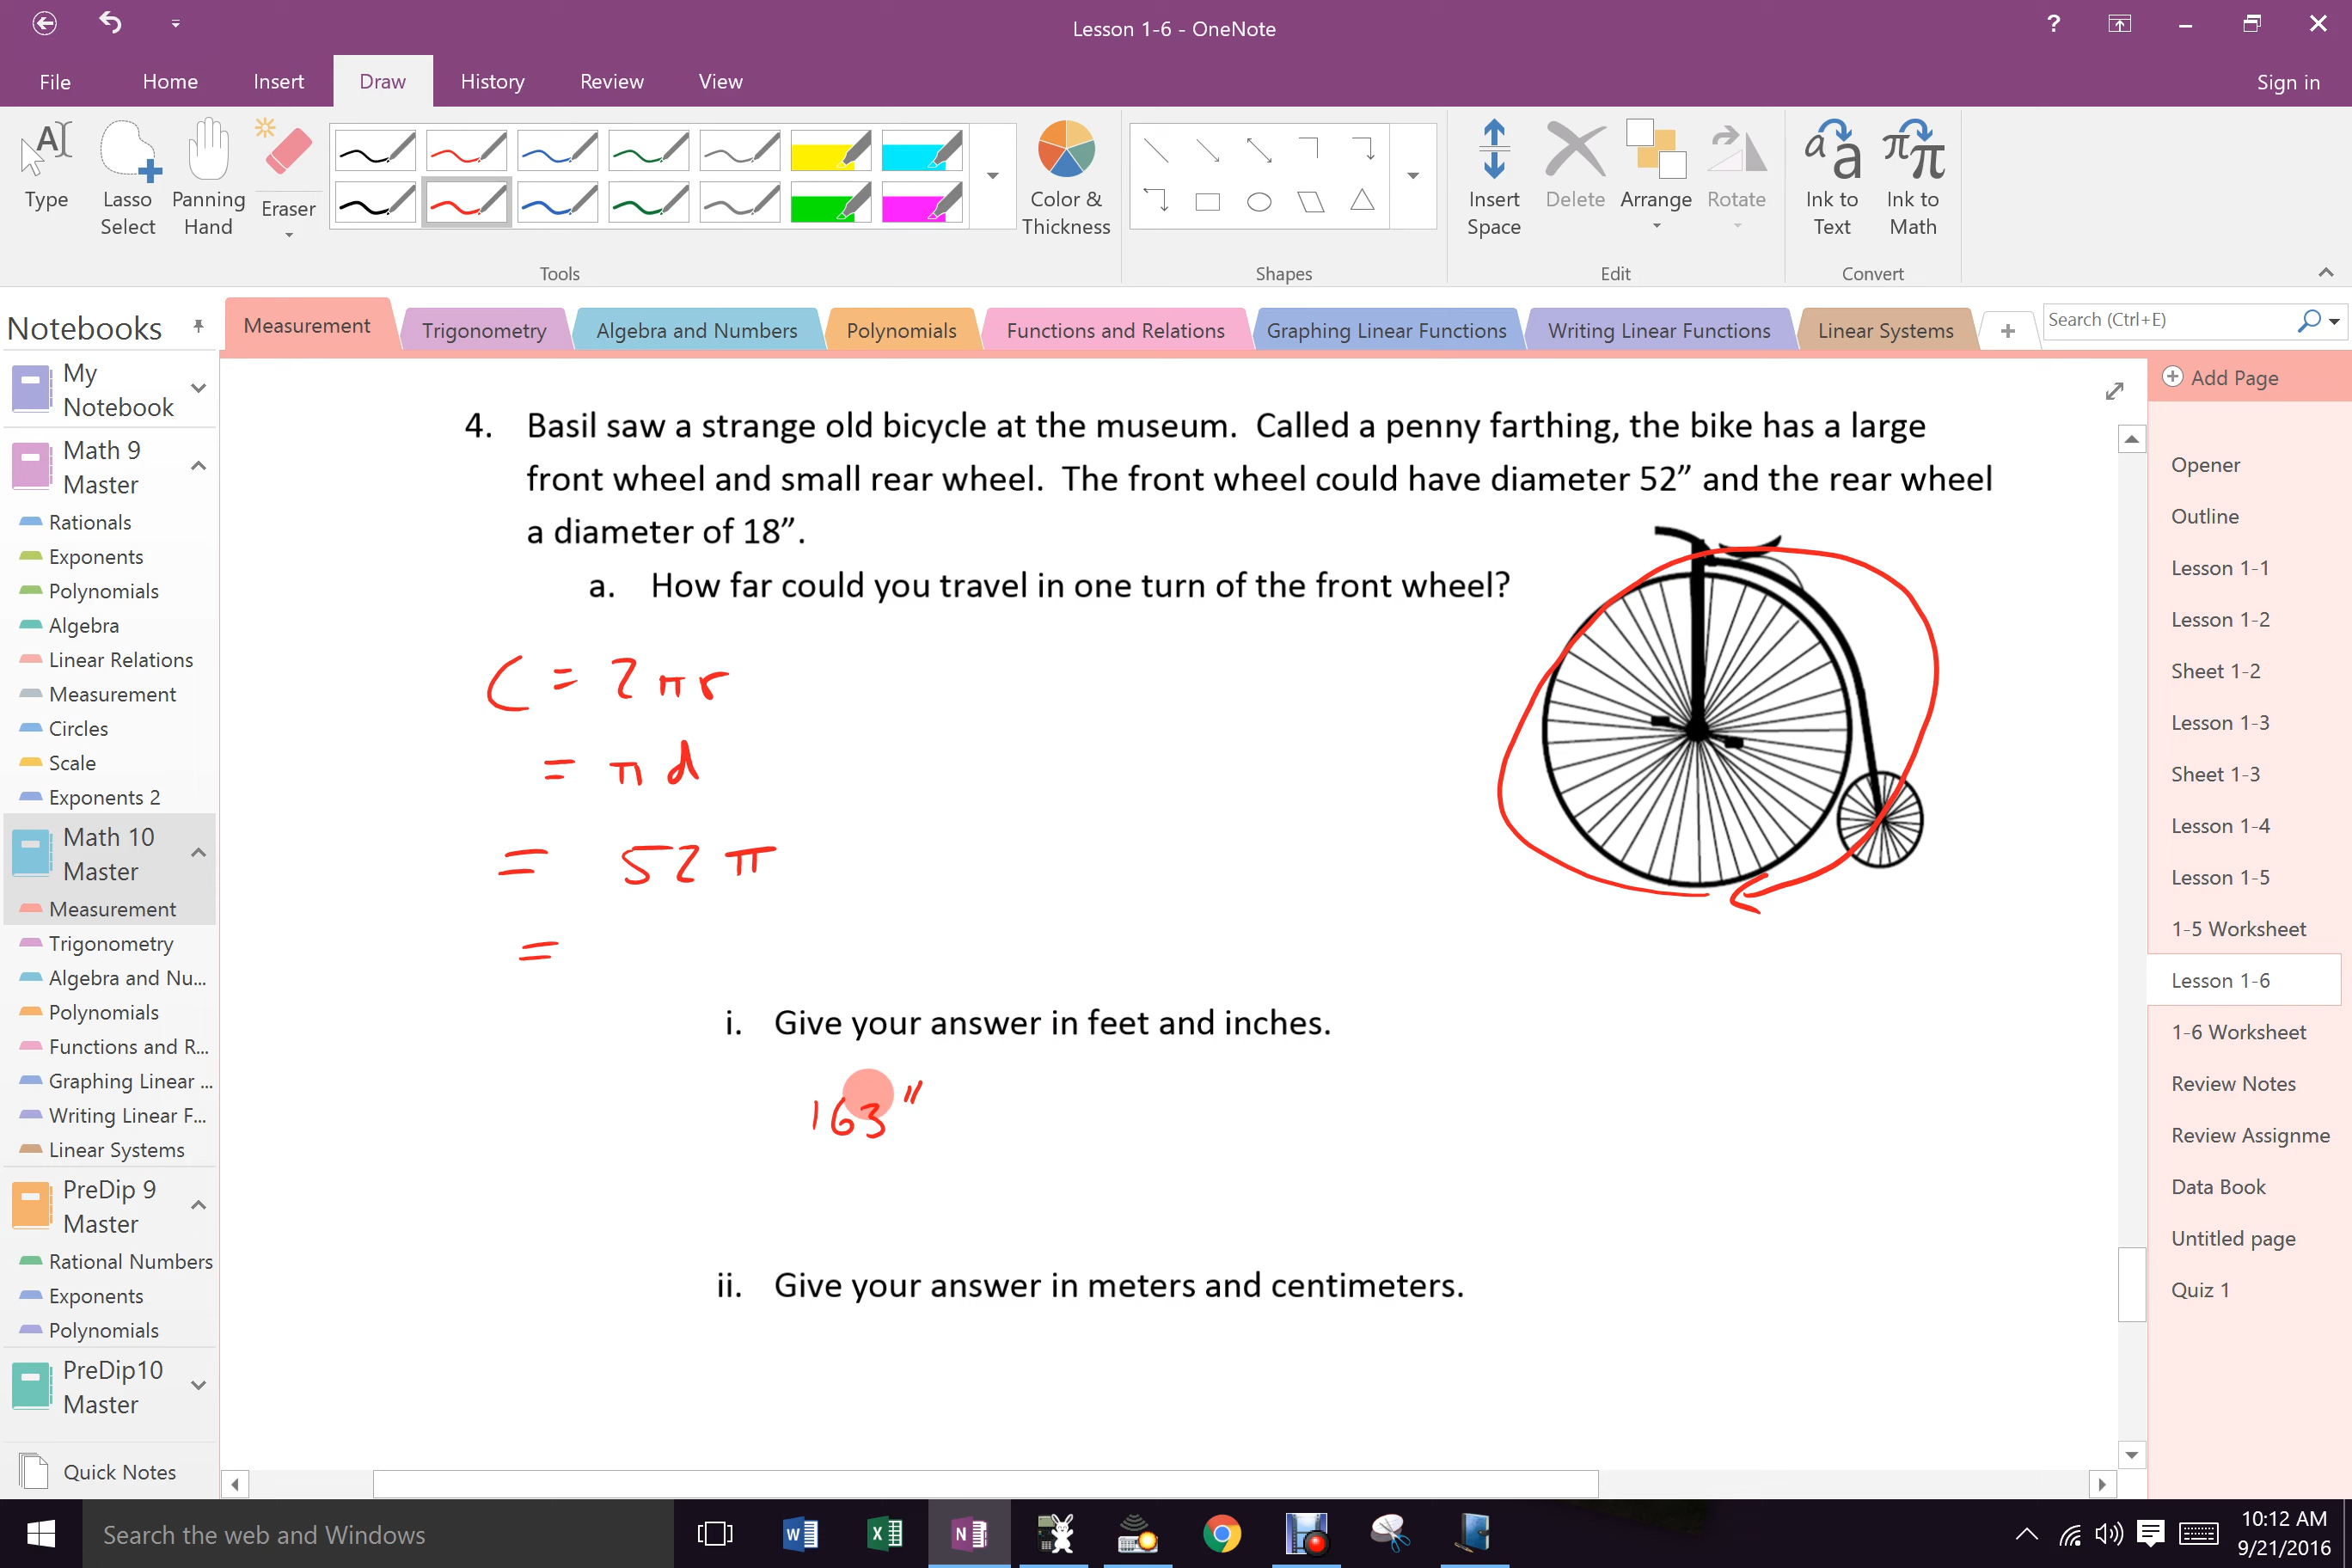 Lesson 1-6 - OneNote
?
File Home Insert Draw History Review View Sign in
Type
Lasso Select
Panning Hand
Eraser
Color & Thickness
Insert Space
Delete
Arrange
Rotate
Ink to Text
Ink to Math
Tools Shapes Edit Convert
Measurement Trigonometry Algebra and Numbers Polynomials Functions and Relations Graphing Linear Functions Writing Linear Functions Linear Systems
Search (Ctrl+E)
Notebooks
My Notebook
Math 9 Master
Rationals
Exponents
Polynomials
Algebra
Linear Relations
Measurement
Circles
Scale
Exponents 2
Math 10 Master
Measurement
Trigonometry
Algebra and Nu...
Polynomials
Functions and R...
Graphing Linear ...
Writing Linear F...
Linear Systems
PreDip 9 Master
Rational Numbers
Exponents
Polynomials
PreDip10 Master
Quick Notes
4. Basil saw a strange old bicycle at the museum. Called a penny farthing, the bike has a large
front wheel and small rear wheel. The front wheel could have diameter 52” and the rear wheel
a diameter of 18”.
a. How far could you travel in one turn of the front wheel?
C = 2πr
= πd
= 52π
=
i. Give your answer in feet and inches.
163"
ii. Give your answer in meters and centimeters.
Add Page
Opener
Outline
Lesson 1-1
Lesson 1-2
Sheet 1-2
Lesson 1-3
Sheet 1-3
Lesson 1-4
Lesson 1-5
1-5 Worksheet
Lesson 1-6
1-6 Worksheet
Review Notes
Review Assignme
Data Book
Untitled page
Quiz 1
Search the web and Windows
10:12 AM
9/21/2016